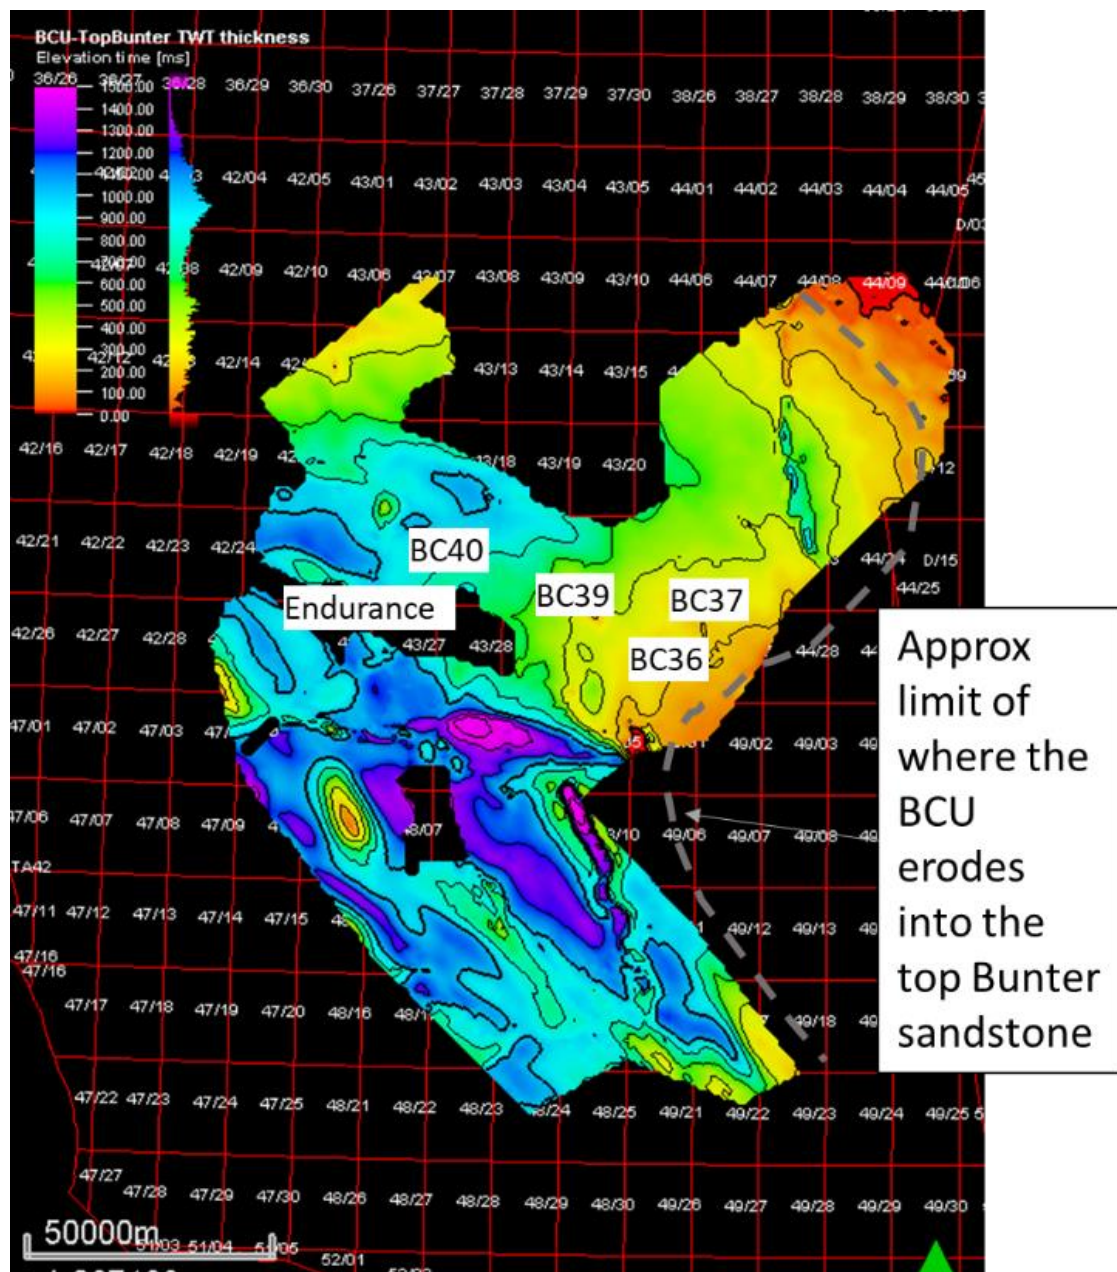 BCU-TopBunter TWT thickness
Elevation time [ms]
36/26 36/27 36/28 36/29 36/30 37/26 37/27 37/28 37/29 37/30 38/26 38/27 38/28 38/29 38/30
1500.00
1400.00
1300.00
1200.00
1000.00
900.00
800.00
600.00
500.00
400.00
300.00
200.00
100.00
0.00
42/04 42/05 43/01 43/02 43/03 43/04 43/05 44/01 44/02 44/03 44/04 44/05
D/03
42/09 42/10 43/06 43/07 43/08 43/09 43/10 44/06 44/07 44/08 44/09
42/14 43/13 43/14 43/15
42/16 42/17 42/18 42/19 43/18 43/19 43/20
42/21 42/22 42/23 42/24 44/24 D/15
BC40
44/25
BC39 BC37
Endurance
42/26 42/27 42/28 43/27 43/28 44/28
BC36
Approx
limit of
where the
BCU
erodes
into the
top Bunter
sandstone
47/01 47/02 47/03 49/02 49/03
47/06 47/07 47/08 47/09 49/06 49/07 49/08
TA42
47/11 47/12 47/13 47/14 47/15 49/12 49/13
47/16
47/16
47/17 47/18 47/19 47/20 48/16 49/18
47/22 47/23 47/24 47/25 48/21 48/22 48/23 48/25 49/21 49/22 49/23 49/25
47/27
47/28 47/29 47/30 48/26 48/27 48/28 48/29 48/30 49/26 49/27 49/28 49/29 49/30
50000m
51/04
52/01